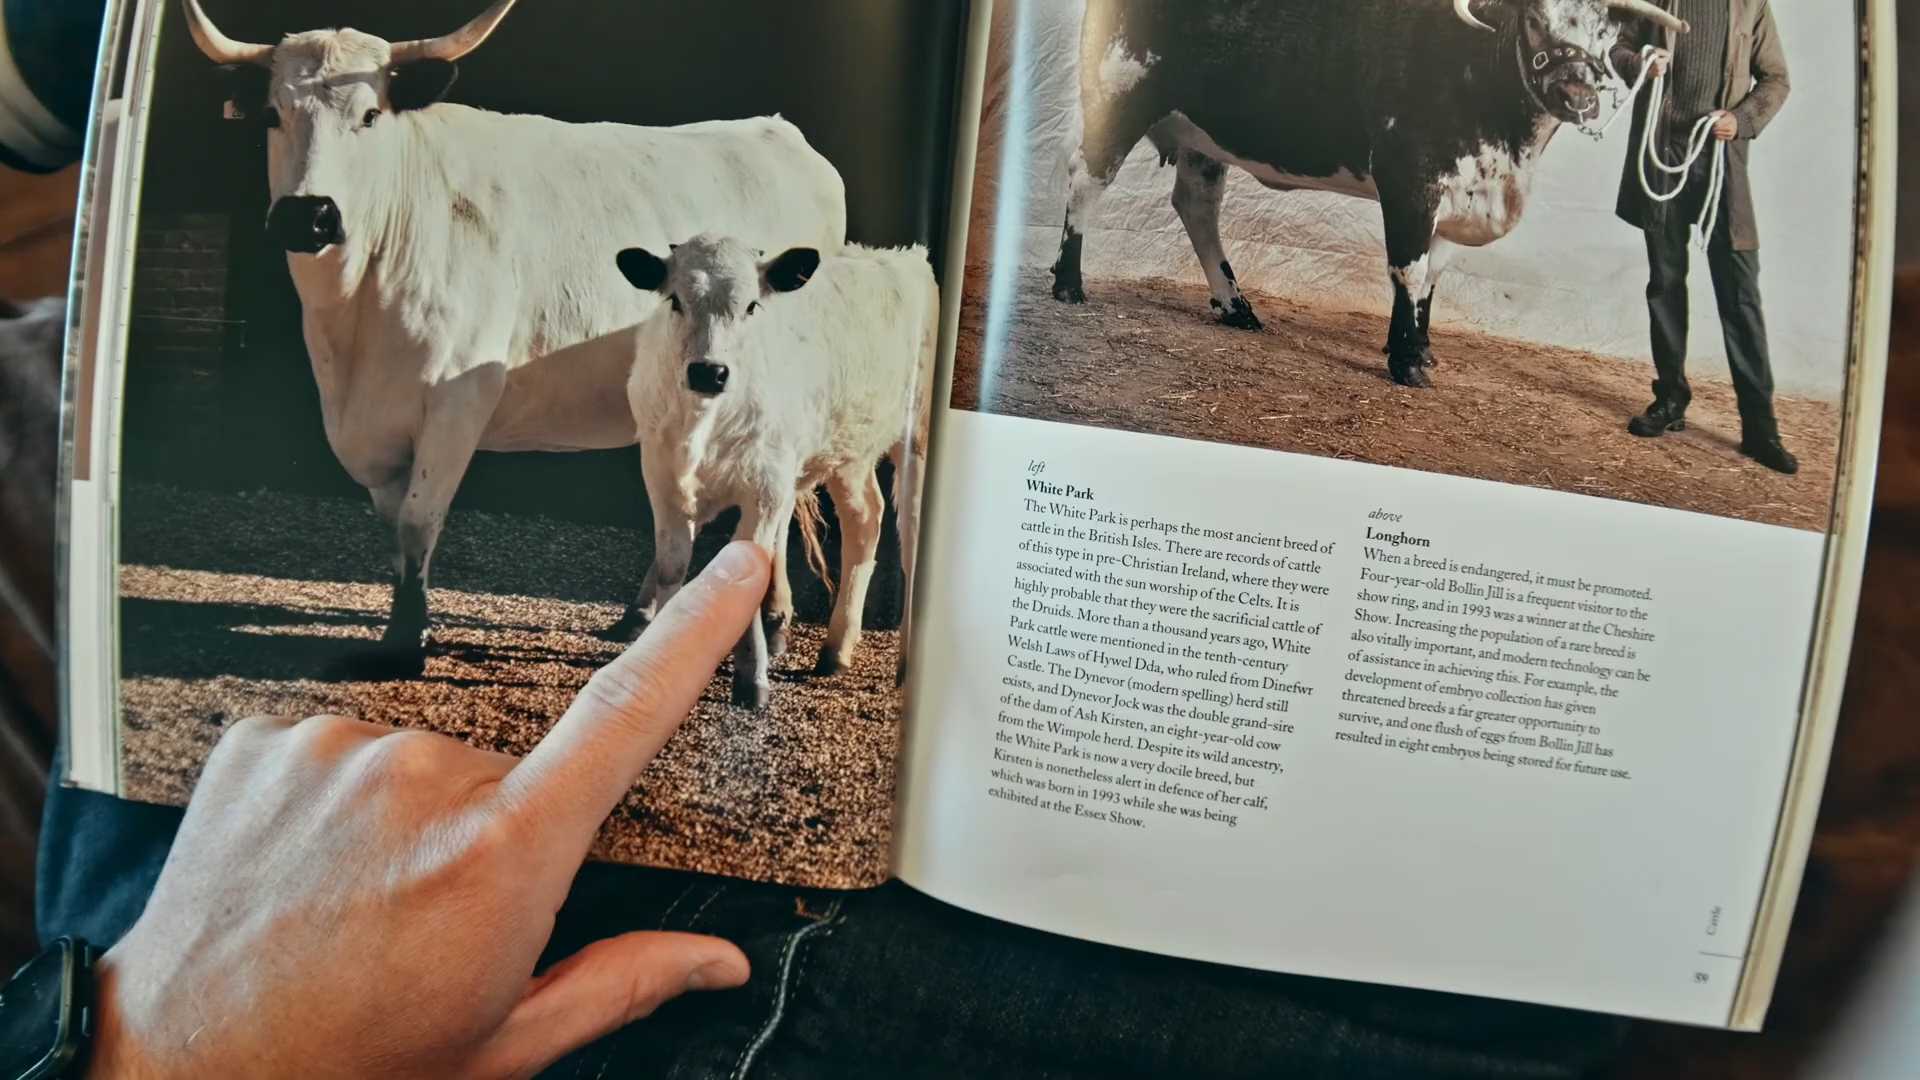 left
White Park
The White Park is perhaps the most ancient breed of
cattle in the British Isles. There are records of cattle
of this type in pre-Christian Ireland, where they were
associated with the sun worship of the Celts. It is
highly probable that they were the sacrificial cattle of
the Druids. More than a thousand years ago, White
Park cattle were mentioned in the tenth-century
Welsh Laws of Hywel Dda, who ruled from Dinefwr
Castle. The Dynevor (modern spelling) herd still
exists, and Dynevor Jock was the double grand-sire
of the dam of Ash Kirsten, an eight-year-old cow
from the Wimpole herd. Despite its wild ancestry,
the White Park is now a very docile breed, but
Kirsten is nonetheless alert in defence of her calf,
which was born in 1993 while she was being
exhibited at the Essex Show.
above
Longhorn
When a breed is endangered, it must be promoted.
Four-year-old Bollin Jill is a frequent visitor to the
show ring, and in 1993 was a winner at the Cheshire
Show. Increasing the population of a rare breed is
also vitally important, and modern technology can be
of assistance in achieving this. For example, the
development of embryo collection has given
threatened breeds a far greater opportunity to
survive, and one flush of eggs from Bollin Jill has
resulted in eight embryos being stored for future use.
Cattle
59